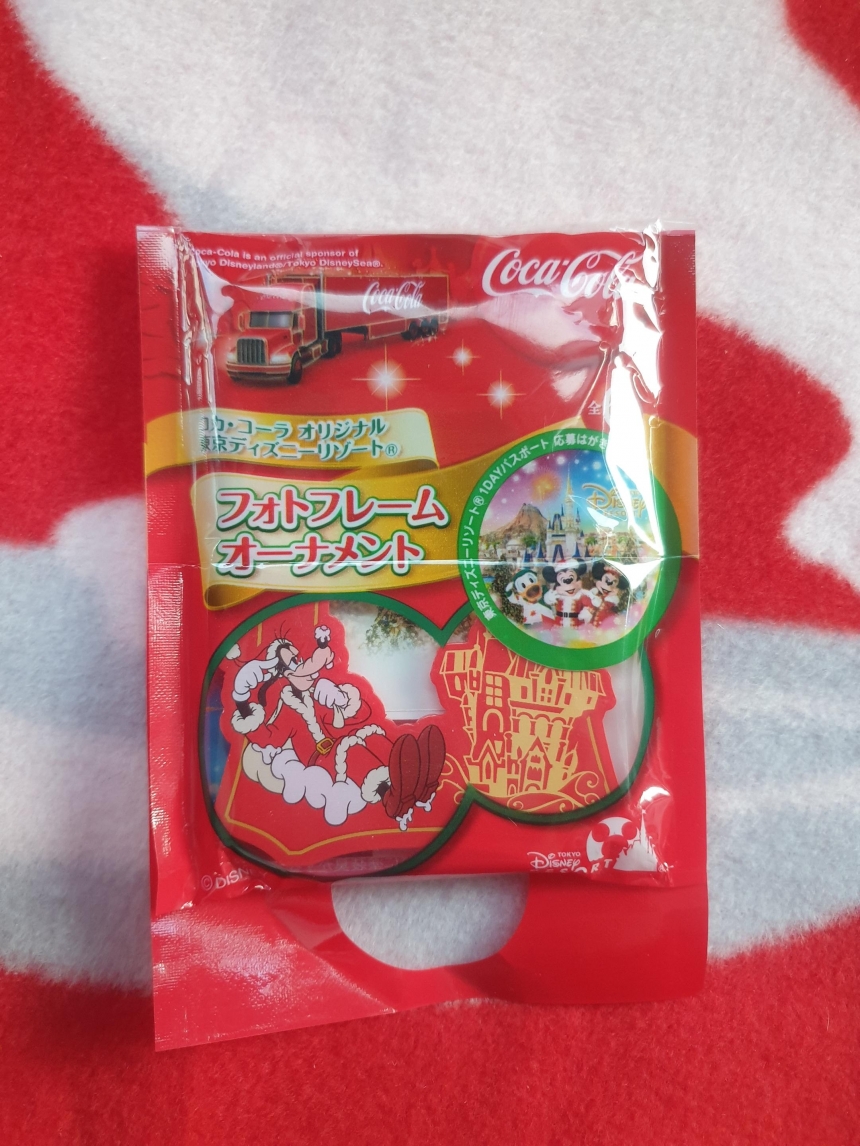 Coca-Cola is an official sponsor of
Tokyo Disneyland®/Tokyo DisneySea®.
Coca-Cola
Coca-Cola
全
コカ・コーラ オリジナル
東京ディズニーリゾート®
フォトフレーム
オーナメント
東京ディズニーリゾート® 1DAYパスポート 応募はがき
Disney
TOKYO
DISNEY
RESORT
©DISNEY